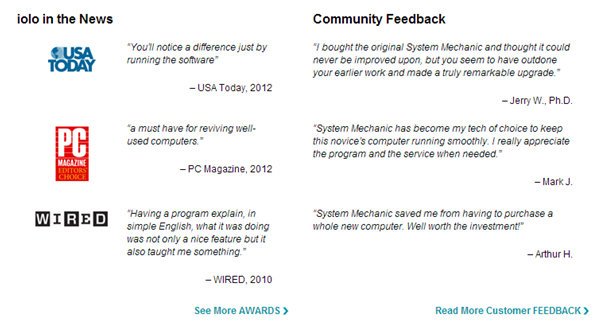 iolo in the News
USA
TODAY
"You'll notice a difference just by
running the software"
– USA Today, 2012
PC
MAGAZINE
EDITORS'
CHOICE
"a must have for reviving well-
used computers."
– PC Magazine, 2012
WIRED
"Having a program explain, in
simple English, what it was doing
was not only a nice feature but it
also taught me something."
– WIRED, 2010
See More AWARDS >
Community Feedback
"I bought the original System Mechanic and thought it could
never be improved upon, but you seem to have outdone
your earlier work and made a truly remarkable upgrade."
– Jerry W., Ph.D.
"System Mechanic has become my tech of choice to keep
this novice's computer running smoothly. I really appreciate
the program and the service when needed."
– Mark J.
"System Mechanic saved me from having to purchase a
whole new computer. Well worth the investment!"
– Arthur H.
Read More Customer FEEDBACK >